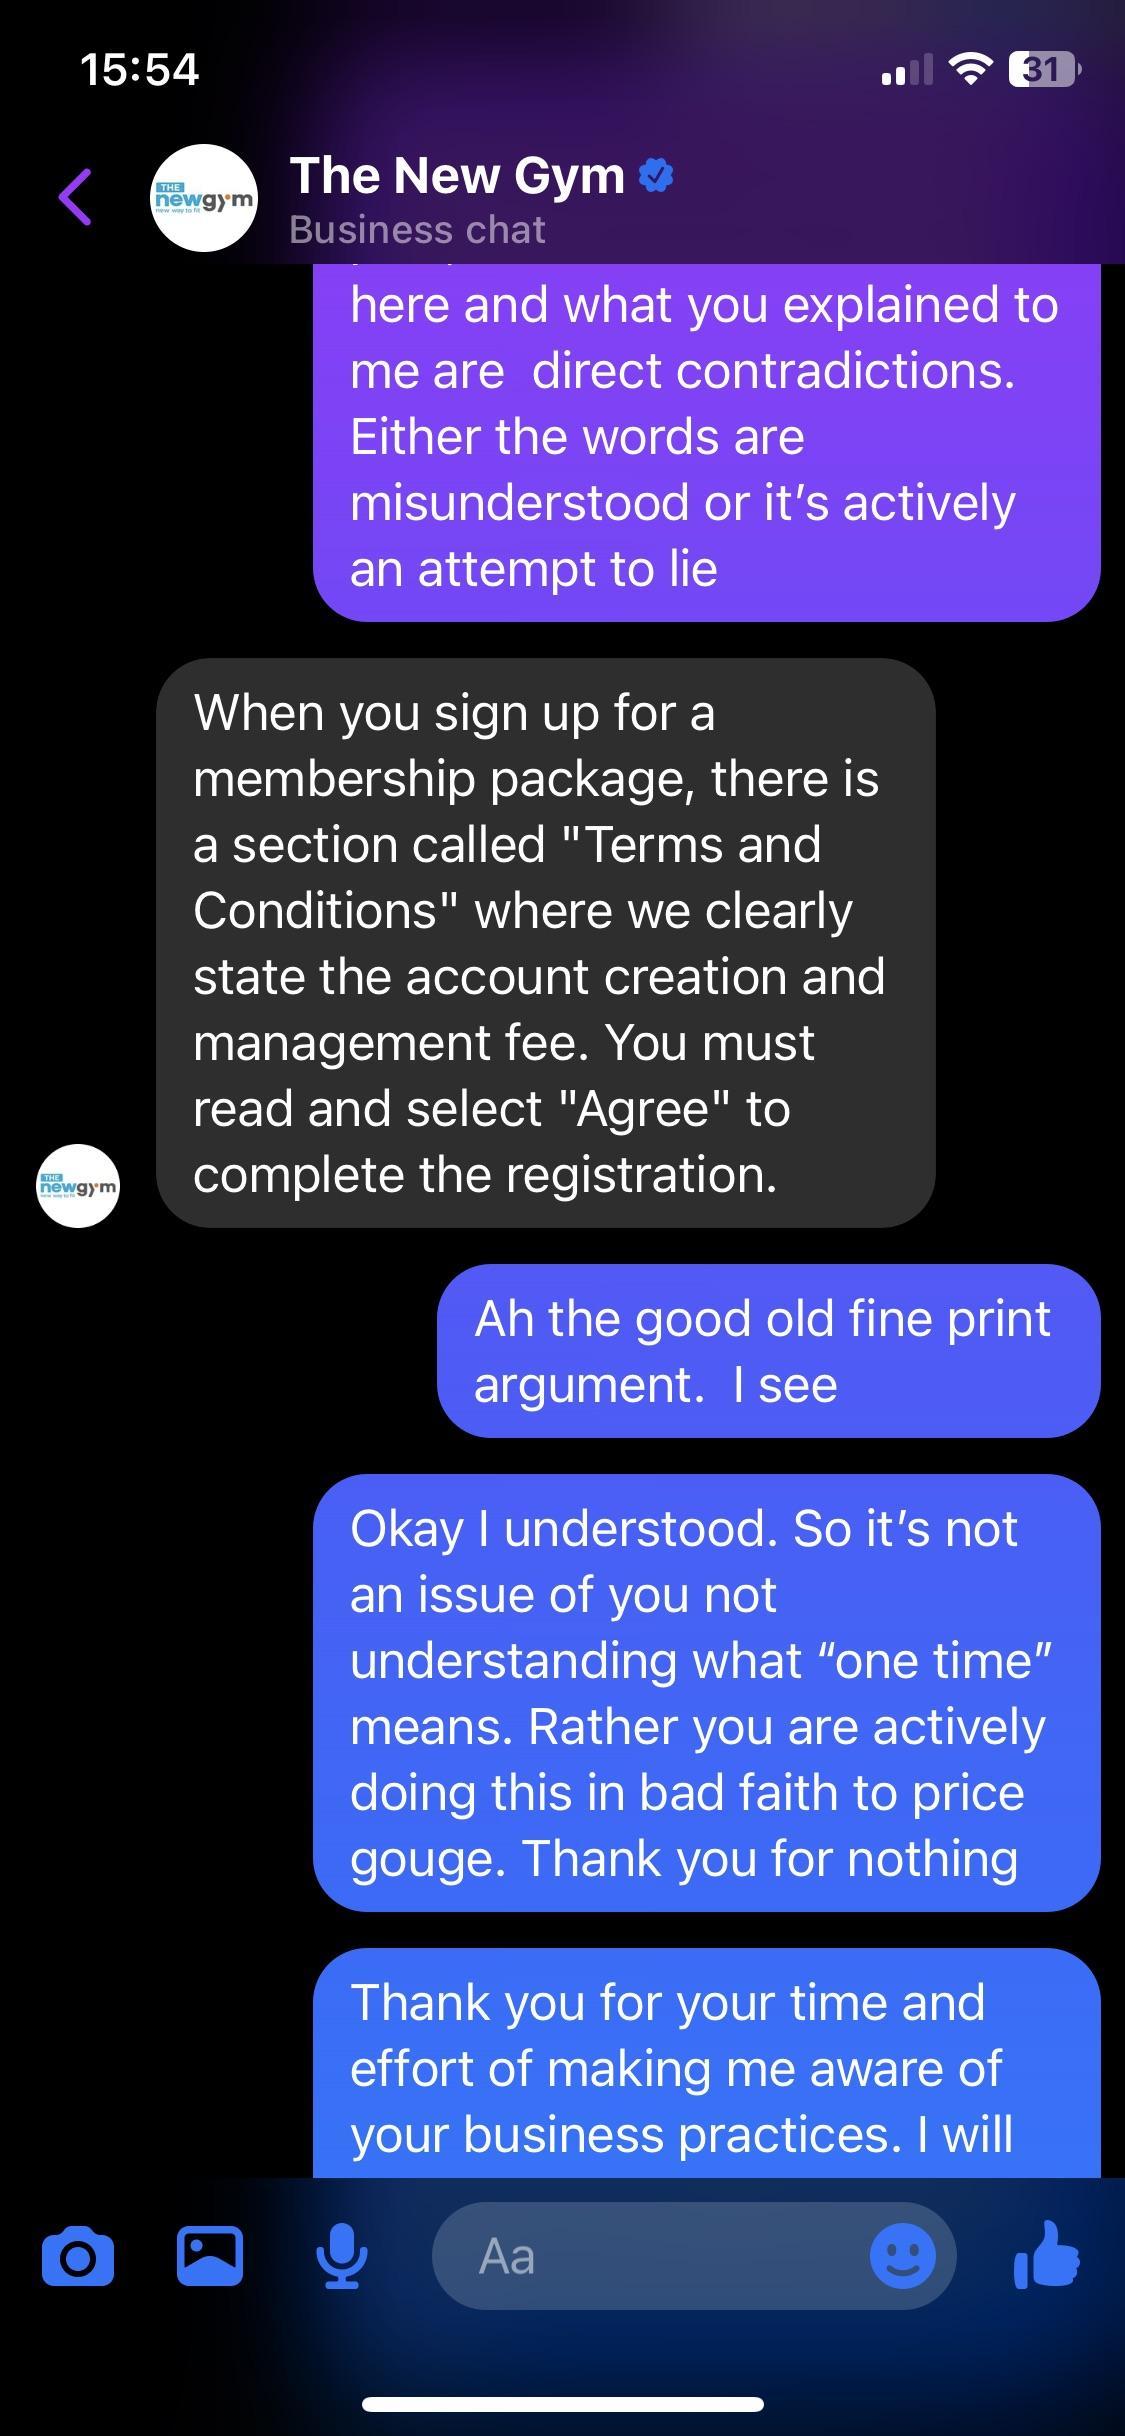 15:54
31
The New Gym
Business chat
THE
newgym
new way to fit
here and what you explained to
me are  direct contradictions.
Either the words are
misunderstood or it’s actively
an attempt to lie
When you sign up for a
membership package, there is
a section called "Terms and
Conditions" where we clearly
state the account creation and
management fee. You must
read and select "Agree" to
complete the registration.
THE
newgym
new way to fit
Ah the good old fine print
argument.  I see
Okay I understood. So it’s not
an issue of you not
understanding what “one time”
means. Rather you are actively
doing this in bad faith to price
gouge. Thank you for nothing
Thank you for your time and
effort of making me aware of
your business practices. I will
Aa